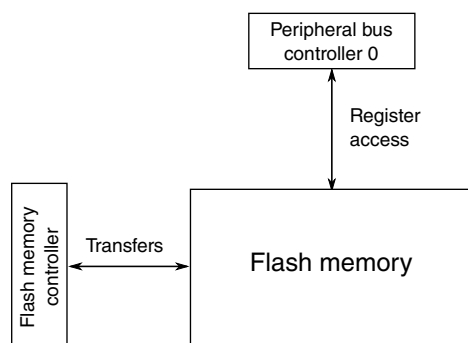 Peripheral bus
controller 0
Register
access
Flash memory
controller
Transfers
Flash memory